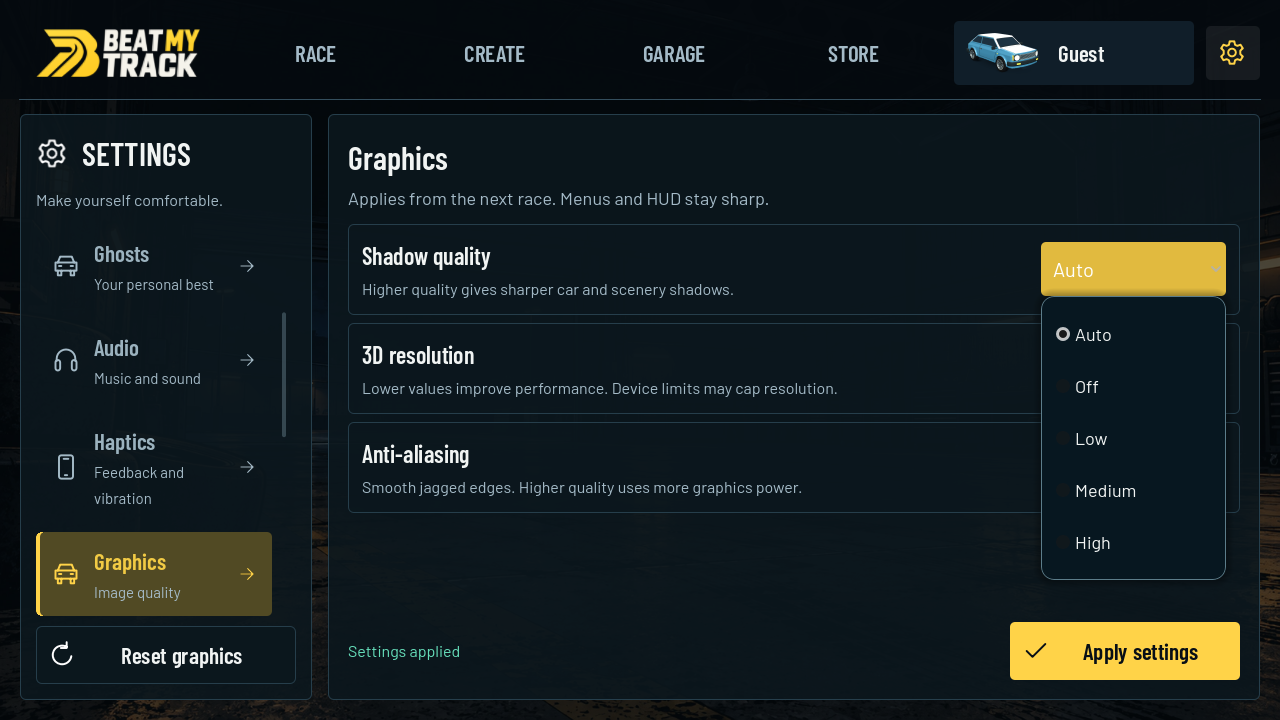 BEATMY
TRACK
RACE
CREATE
GARAGE
STORE
Guest
SETTINGS
Make yourself comfortable.
Ghosts
Your personal best
Audio
Music and sound
Haptics
Feedback and
vibration
Graphics
Image quality
Reset graphics
Graphics
Applies from the next race. Menus and HUD stay sharp.
Shadow quality
Higher quality gives sharper car and scenery shadows.
Auto
3D resolution
Lower values improve performance. Device limits may cap resolution.
Anti-aliasing
Smooth jagged edges. Higher quality uses more graphics power.
Auto
Off
Low
Medium
High
Settings applied
Apply settings